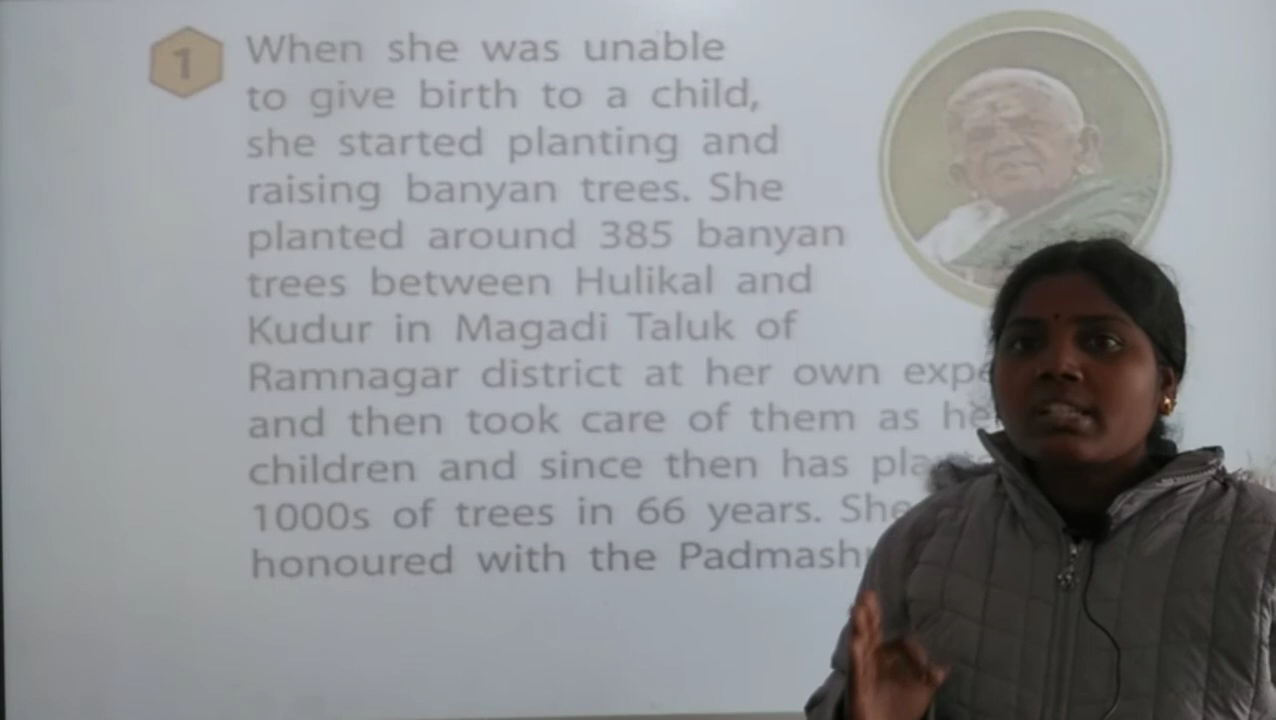 1
When she was unable
to give birth to a child,
she started planting and
raising banyan trees. She
planted around 385 banyan
trees between Hulikal and
Kudur in Magadi Taluk of
Ramnagar district at her own
and then took care of them as
children and since then has
1000s of trees in 66 years. She
honoured with the